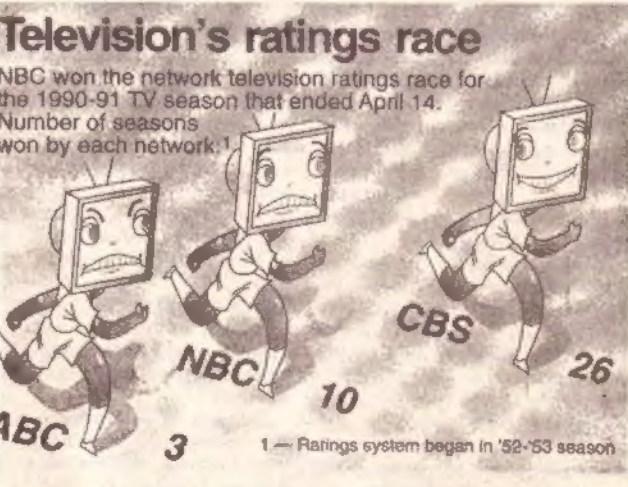 Television's ratings race
NBC won the network television ratings race for
the 1990-91 TV season that ended April 14.
Number of seasons
won by each network:1
CBS
26
NBC
10
ABC
3
1 — Ratings system began in '52-'53 season